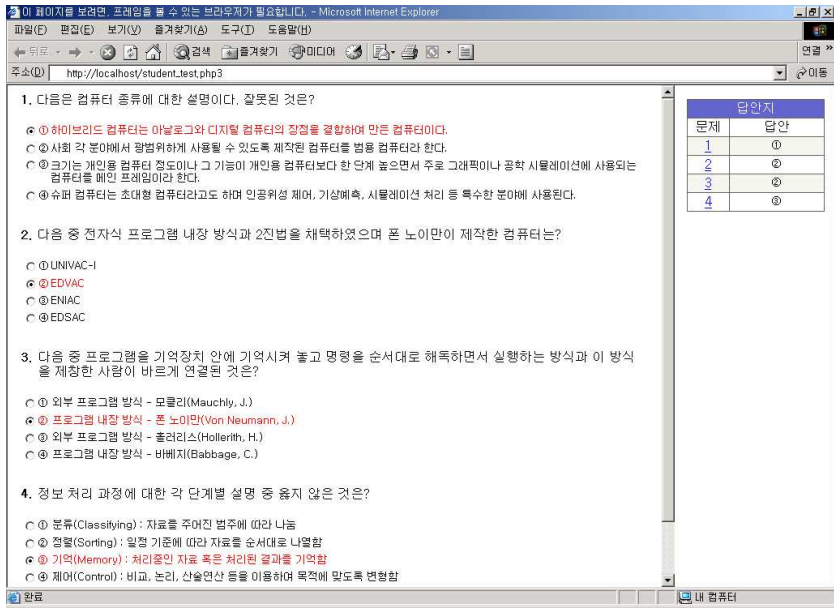 이 페이지를 보려면, 프레임을 볼 수 있는 브라우저가 필요합니다. - Microsoft Internet Explorer
파일(F) 편집(E) 보기(V) 즐겨찾기(A) 도구(T) 도움말(H)
뒤로 검색 즐겨찾기 미디어 연결 »
주소(D) http://localhost/student_test.php3 이동
1. 다음은 컴퓨터 종류에 대한 설명이다. 잘못된 것은?
① 하이브리드 컴퓨터는 아날로그와 디지털 컴퓨터의 장점을 결합하여 만든 컴퓨터이다.
② 사회 각 분야에서 광범위하게 사용될 수 있도록 제작된 컴퓨터를 범용 컴퓨터라 한다.
③ 크기는 개인용 컴퓨터 정도이나 그 기능이 개인용 컴퓨터보다 한 단계 높으면서 주로 그래픽이나 공학 시뮬레이션에 사용되는
컴퓨터를 메인 프레임이라 한다.
④ 슈퍼 컴퓨터는 초대형 컴퓨터라고도 하며 인공위성 제어, 기상예측, 시뮬레이션 처리 등 특수한 분야에 사용된다.
2. 다음 중 전자식 프로그램 내장 방식과 2진법을 채택하였으며 폰 노이만이 제작한 컴퓨터는?
① UNIVAC-I
② EDVAC
③ ENIAC
④ EDSAC
3. 다음 중 프로그램을 기억장치 안에 기억시켜 놓고 명령을 순서대로 해독하면서 실행하는 방식과 이 방식
을 제창한 사람이 바르게 연결된 것은?
① 외부 프로그램 방식 - 모클리(Mauchly, J.)
② 프로그램 내장 방식 - 폰 노이만(Von Neumann, J.)
③ 외부 프로그램 방식 - 홀러리스(Hollerith, H.)
④ 프로그램 내장 방식 - 바베지(Babbage, C.)
4. 정보 처리 과정에 대한 각 단계별 설명 중 옳지 않은 것은?
① 분류(Classifying) : 자료를 주어진 범주에 따라 나눔
② 정렬(Sorting) : 일정 기준에 따라 자료를 순서대로 나열함
③ 기억(Memory) : 처리중인 자료 혹은 처리된 결과를 기억함
④ 제어(Control) : 비교, 논리, 산술연산 등을 이용하여 목적에 맞도록 변형함
답안지
문제 답안
1 ①
2 ②
3 ②
4 ③
완료 내 컴퓨터